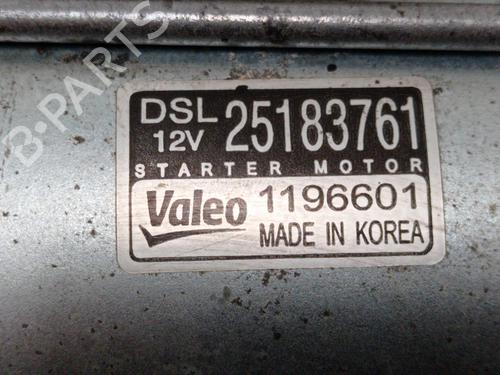 DSL 25183761
12V
STARTER MOTOR
Valeo 1196601
MADE IN KOREA
B-PARTS